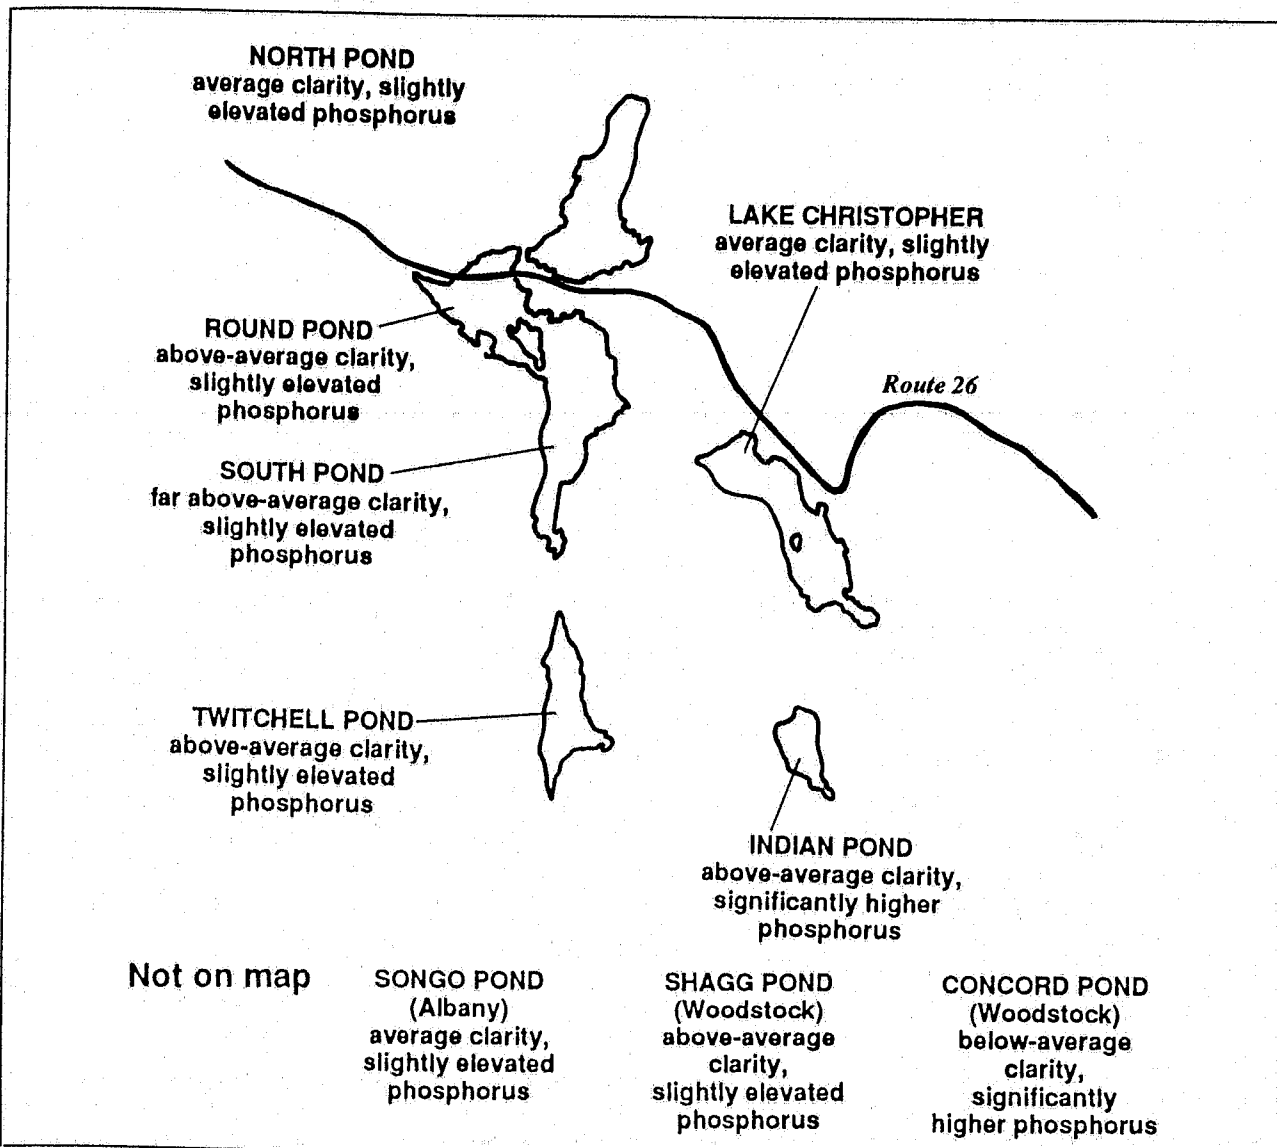 NORTH POND
average clarity, slightly
elevated phosphorus
LAKE CHRISTOPHER
average clarity, slightly
elevated phosphorus
ROUND POND
above-average clarity,
slightly elevated
phosphorus
Route 26
SOUTH POND
far above-average clarity,
slightly elevated
phosphorus
TWITCHELL POND
above-average clarity,
slightly elevated
phosphorus
INDIAN POND
above-average clarity,
significantly higher
phosphorus
Not on map
SONGO POND
(Albany)
average clarity,
slightly elevated
phosphorus
SHAGG POND
(Woodstock)
above-average
clarity,
slightly elevated
phosphorus
CONCORD POND
(Woodstock)
below-average
clarity,
significantly
higher phosphorus